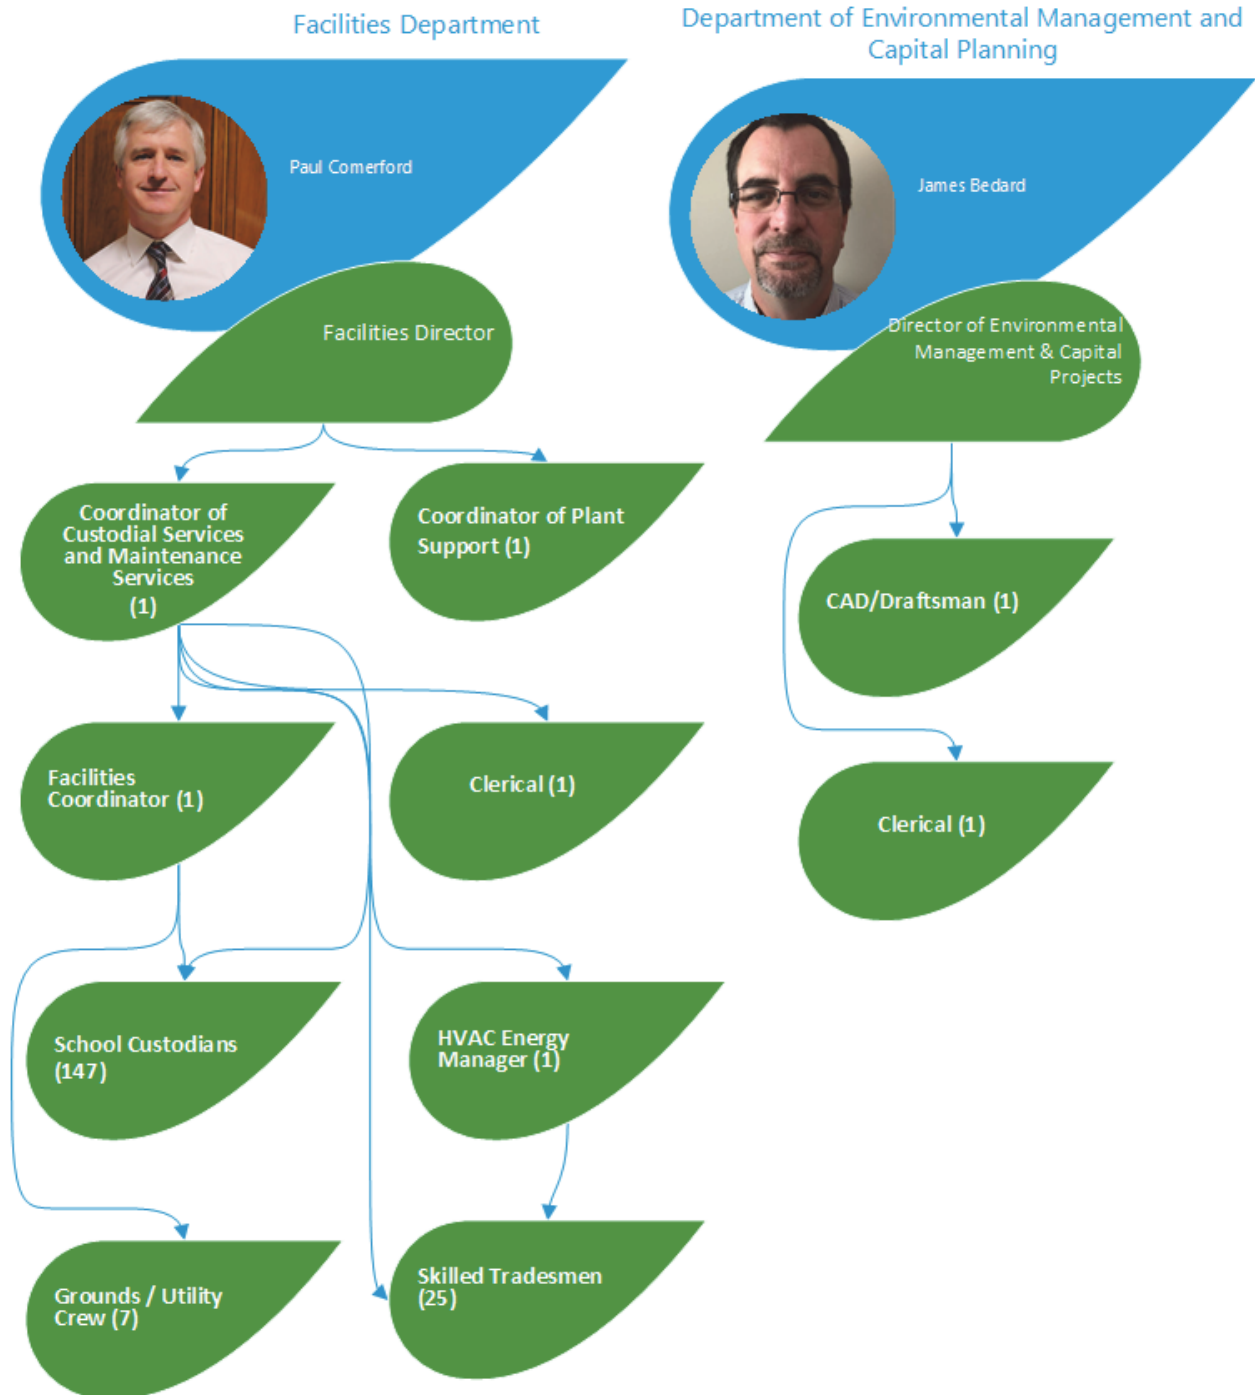 Facilities Department
Department of Environmental Management and
Capital Planning
Paul Comerford
James Bedard
Facilities Director
Director of Environmental
Management & Capital
Projects
Coordinator of
Custodial Services
and Maintenance
Services
(1)
Coordinator of Plant
Support (1)
CAD/Draftsman (1)
Facilities
Coordinator (1)
Clerical (1)
Clerical (1)
School Custodians
(147)
HVAC Energy
Manager (1)
Grounds / Utility
Crew (7)
Skilled Tradesmen
(25)